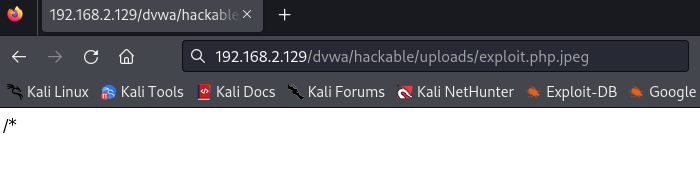 192.168.2.129/dvwa/hackable
192.168.2.129/dvwa/hackable/uploads/exploit.php.jpeg
Kali Linux Kali Tools Kali Docs Kali Forums Kali NetHunter Exploit-DB Google
/*